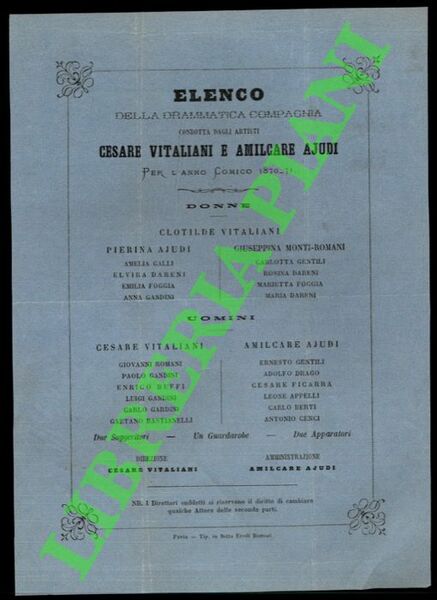 ELENCO
DELLA DRAMMATICA COMPAGNIA
CONDOTTA DAGLI ARTISTI
CESARE VITALIANI E AMILCARE AJUDI
PER L'ANNO COMICO 1870-71
DONNE
CLOTILDE VITALIANI
PIERINA AJUDI GIUSEPPINA MONTI-ROMANI
AMELIA GALLI CARLOTTA GENTILI
ELVIRA DARENI ROSINA DARENI
EMILIA FOGGIA MARIETTA FOGGIA
ANNA GANDINI MARIA DARENI
UOMINI
CESARE VITALIANI AMILCARE AJUDI
GIOVANNI ROMANI ERNESTO GENTILI
PAOLO GANDINI ADOLFO DRAGO
ENRICO BUFFI CESARE FICARRA
LUIGI GANDINI LEONE APPELLI
CARLO GARDINI CARLO BERTI
GAETANO BASTIANELLI ANTONIO CENCI
Due Suggeritori — Un Guardarobe — Due Apparatori
DIREZIONE AMMINISTRAZIONE
CESARE VITALIANI AMILCARE AJUDI
NB. I Direttori suddetti si riservano il diritto di cambiare
qualche Attore delle seconde parti.
Pavia — Tip. in Sotto Eredi Bizzoni.
LIBRERIA PIANI